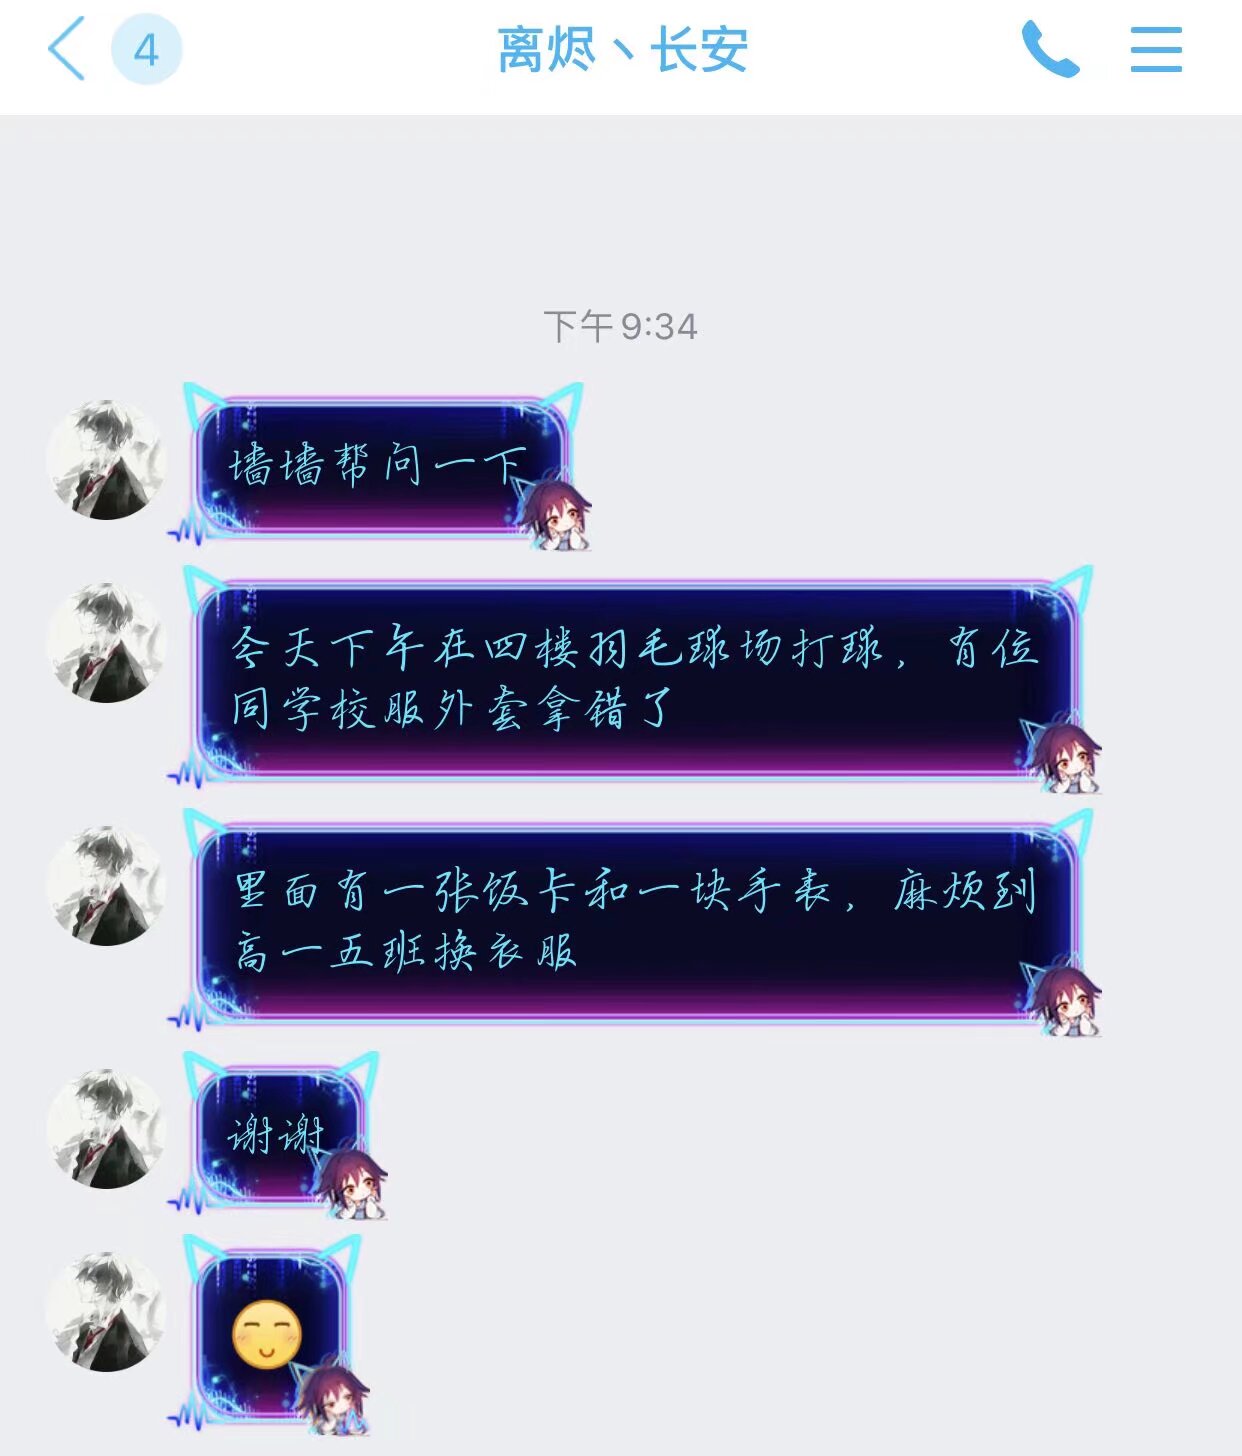 4
离烬丶长安
下午 9:34
墙墙帮问一下
今天下午在四楼羽毛球场打球，有位
同学校服外套拿错了
里面有一张饭卡和一块手表，麻烦到
高一五班换衣服
谢谢